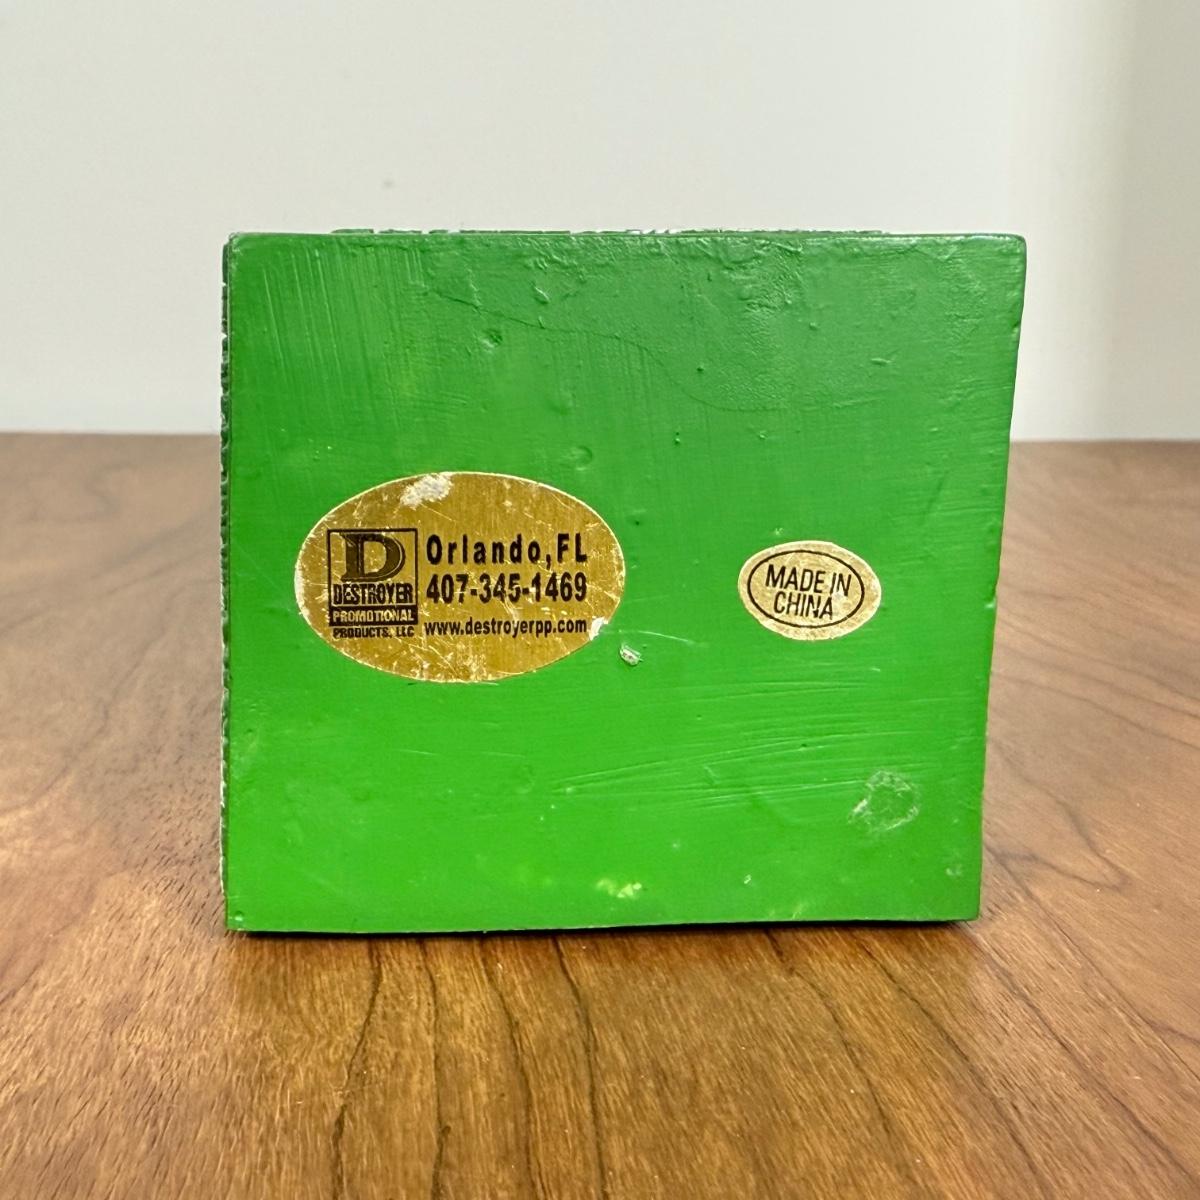 D
DESTROYER
PROMOTIONAL
PRODUCTS, LLC
Orlando, FL
407-345-1469
www.destroyerpp.com
MADE IN
CHINA